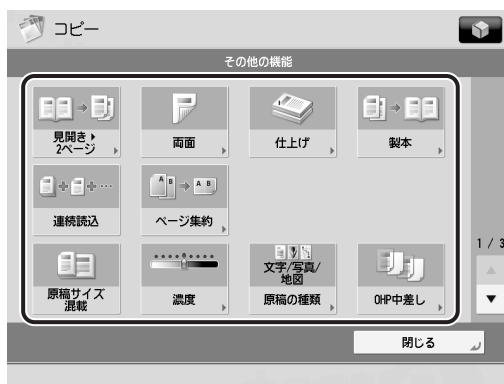 コピー
その他の機能
見開き▶
2ページ
両面
仕上げ
製本
連続読込
A B
A B
ページ集約
1 / 3
原稿サイズ
混載
濃度
文字/写真/
地図
原稿の種類
OHP中差し
閉じる